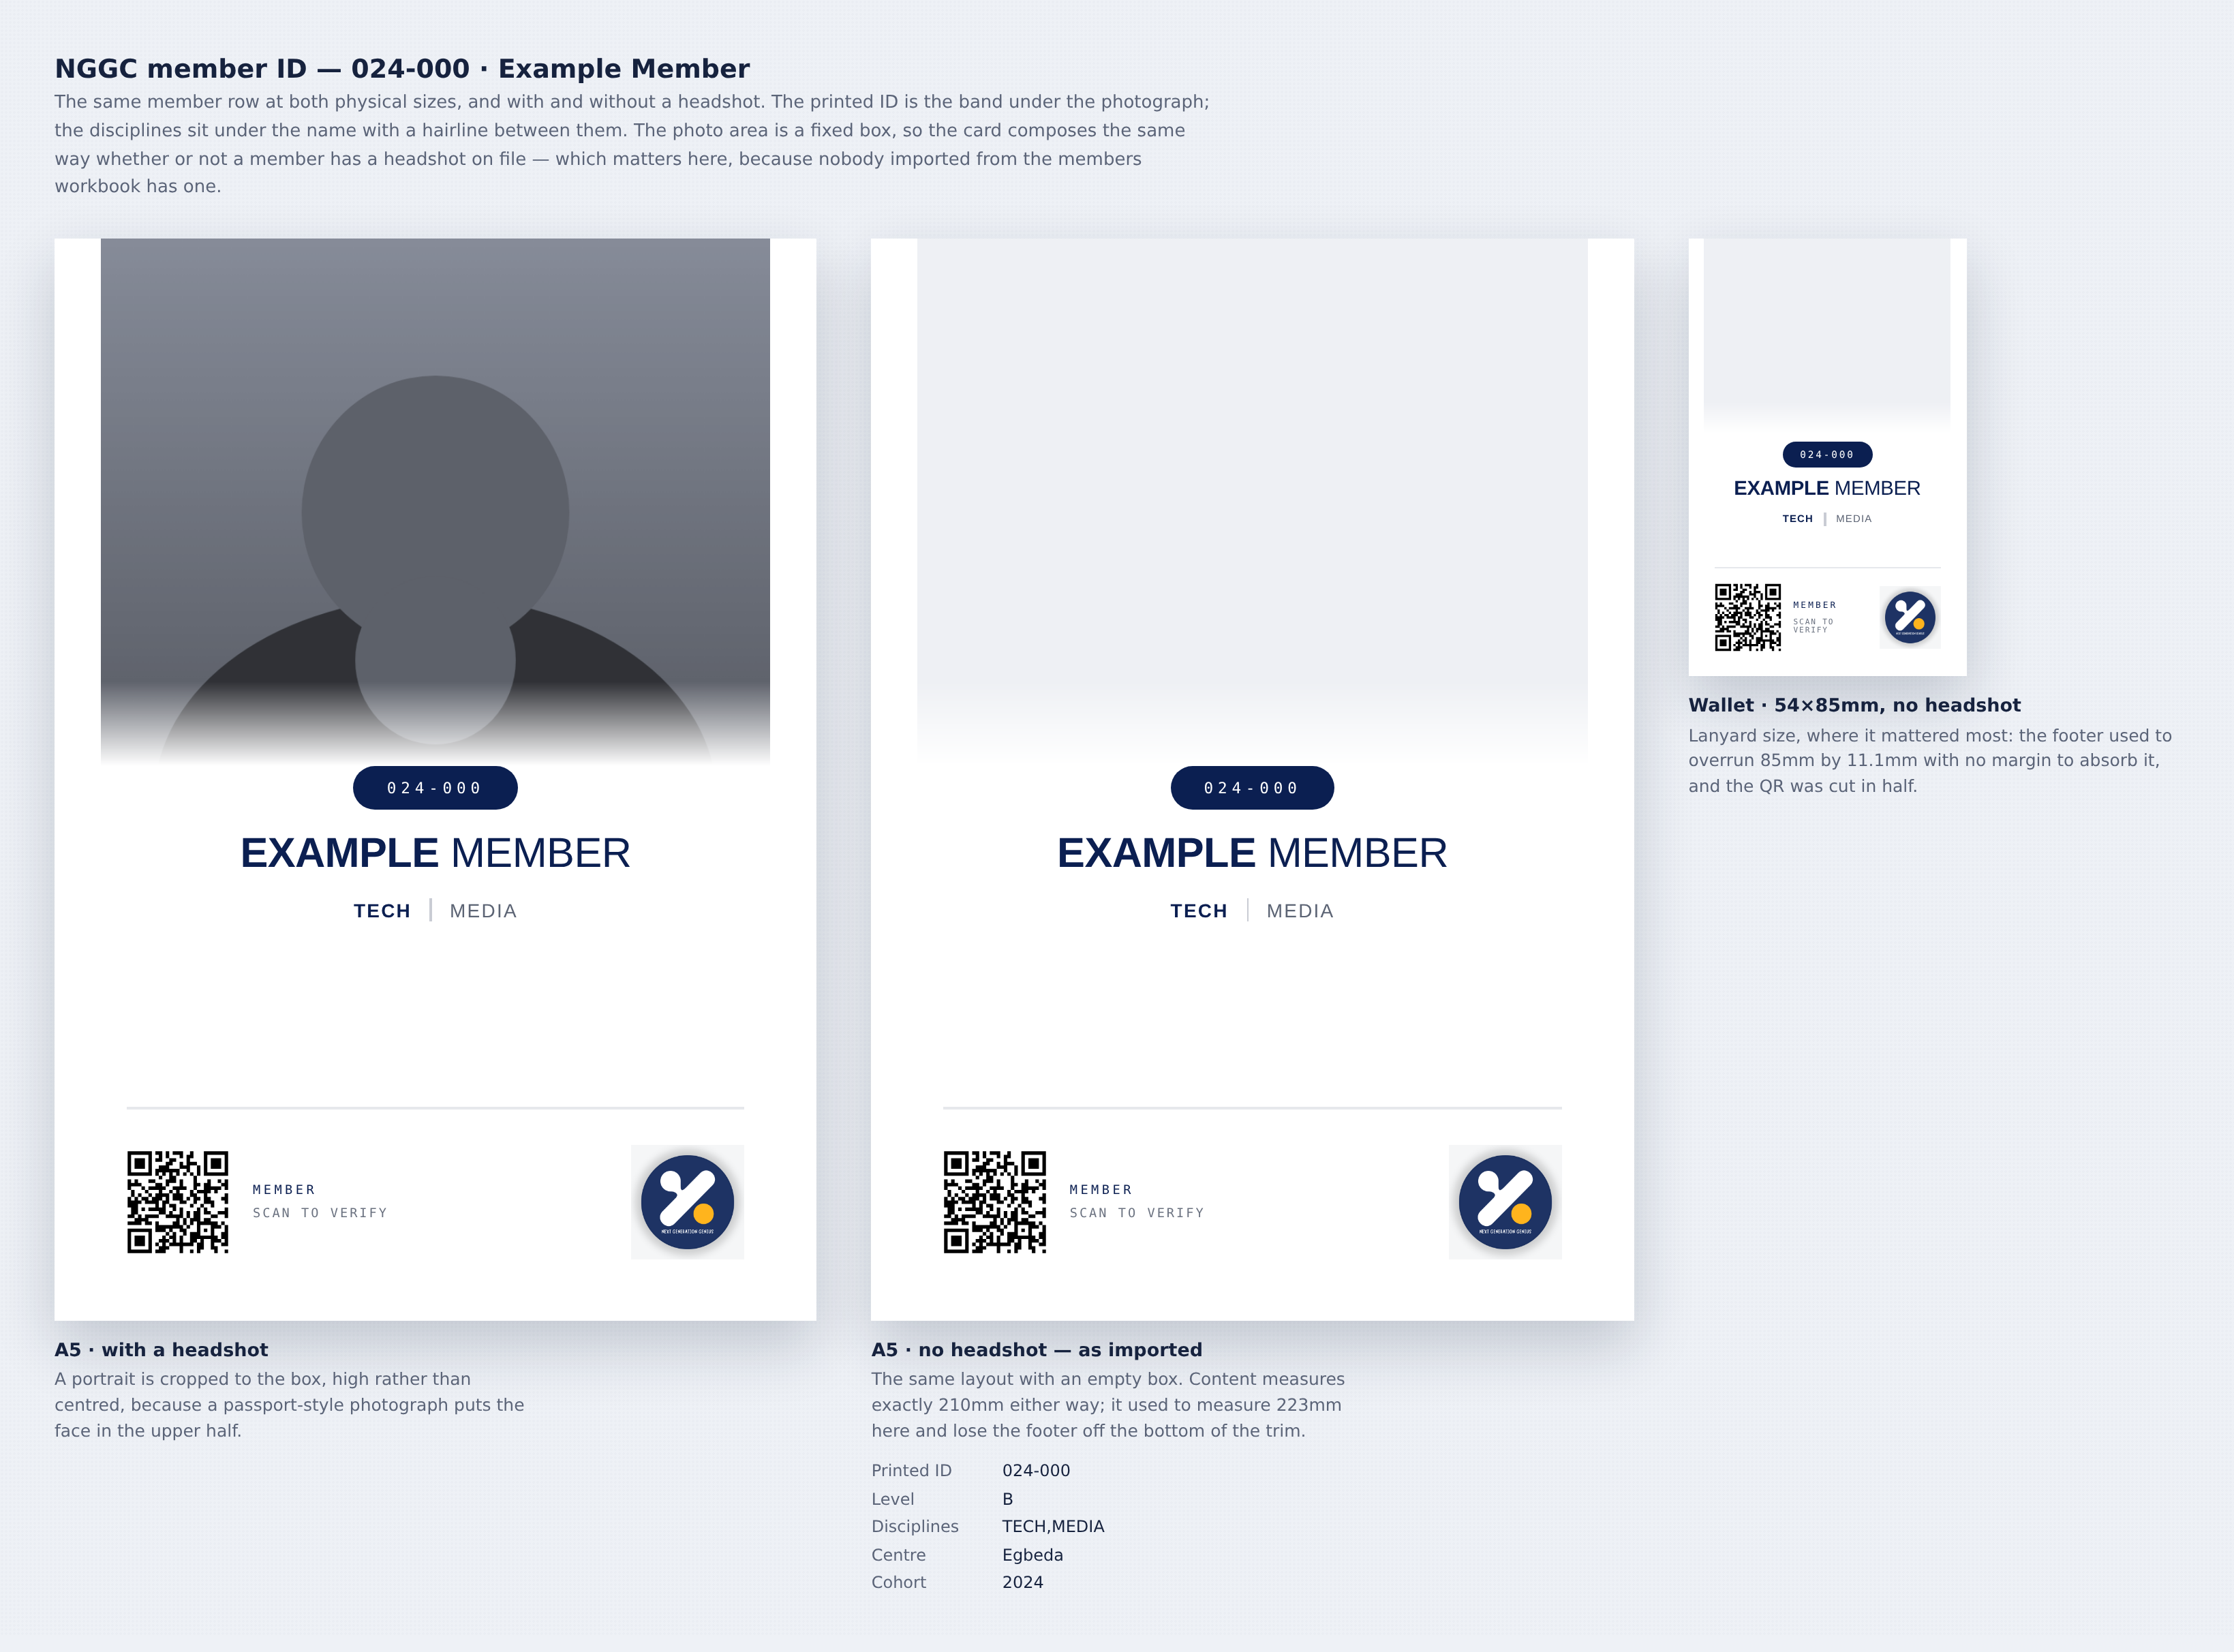 NGGC member ID — 024-000 · Example Member
The same member row at both physical sizes, and with and without a headshot. The printed ID is the band under the photograph;
the disciplines sit under the name with a hairline between them. The photo area is a fixed box, so the card composes the same
way whether or not a member has a headshot on file — which matters here, because nobody imported from the members
workbook has one.
024-000
EXAMPLE MEMBER
TECH MEDIA
MEMBER
SCAN TO VERIFY
NEXT GENERATION GENIUS
A5 · with a headshot
A portrait is cropped to the box, high rather than
centred, because a passport-style photograph puts the
face in the upper half.
024-000
EXAMPLE MEMBER
TECH MEDIA
MEMBER
SCAN TO VERIFY
NEXT GENERATION GENIUS
A5 · no headshot — as imported
The same layout with an empty box. Content measures
exactly 210mm either way; it used to measure 223mm
here and lose the footer off the bottom of the trim.
Printed ID 024-000
Level B
Disciplines TECH,MEDIA
Centre Egbeda
Cohort 2024
024-000
EXAMPLE MEMBER
TECH MEDIA
MEMBER
SCAN TO
VERIFY
Wallet · 54×85mm, no headshot
Lanyard size, where it mattered most: the footer used to
overrun 85mm by 11.1mm with no margin to absorb it,
and the QR was cut in half.